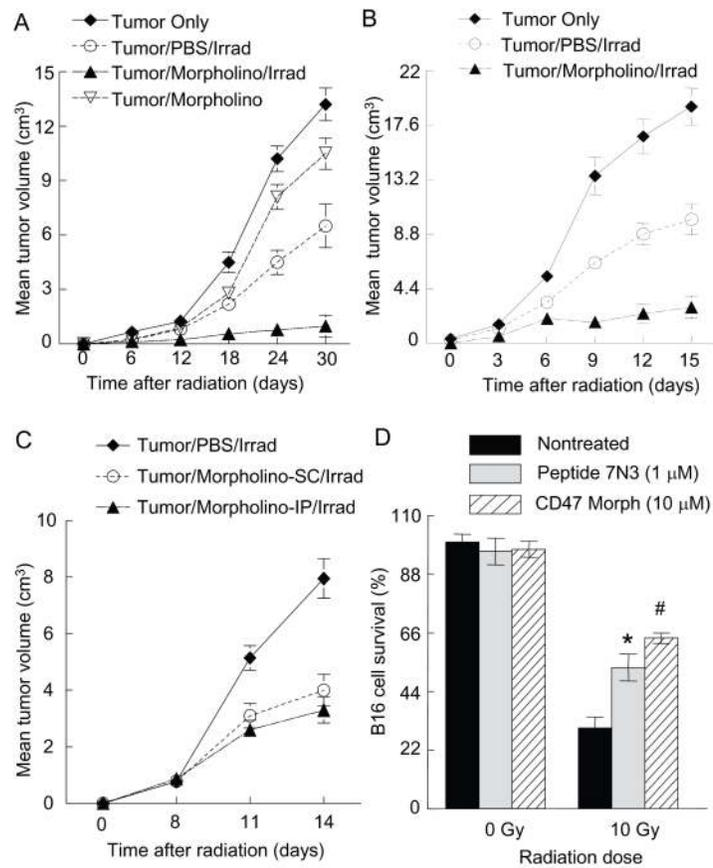 A
Tumor Only
Tumor/PBS/Irrad
Tumor/Morpholino/Irrad
Tumor/Morpholino
Mean tumor volume (cm³)
15
13
6
3
0
0 6 12 18 24 30
Time after radiation (days)
B
Tumor Only
Tumor/PBS/Irrad
Tumor/Morpholino/Irrad
Mean tumor volume (cm³)
22
17.6
13.2
8.8
4.4
0
0 3 6 9 12 15
Time after radiation (days)
C
Tumor/PBS/Irrad
Tumor/Morpholino-SC/Irrad
Tumor/Morpholino-IP/Irrad
Mean tumor volume (cm³)
10
8
6
4
2
0
0 8 11 14
Time after radiation (days)
D
Nontreated
Peptide 7N3 (1 µM)
CD47 Morph (10 µM)
B16 cell survival (%)
110
88
66
44
22
0
* #
0 Gy 10 Gy
Radiation dose